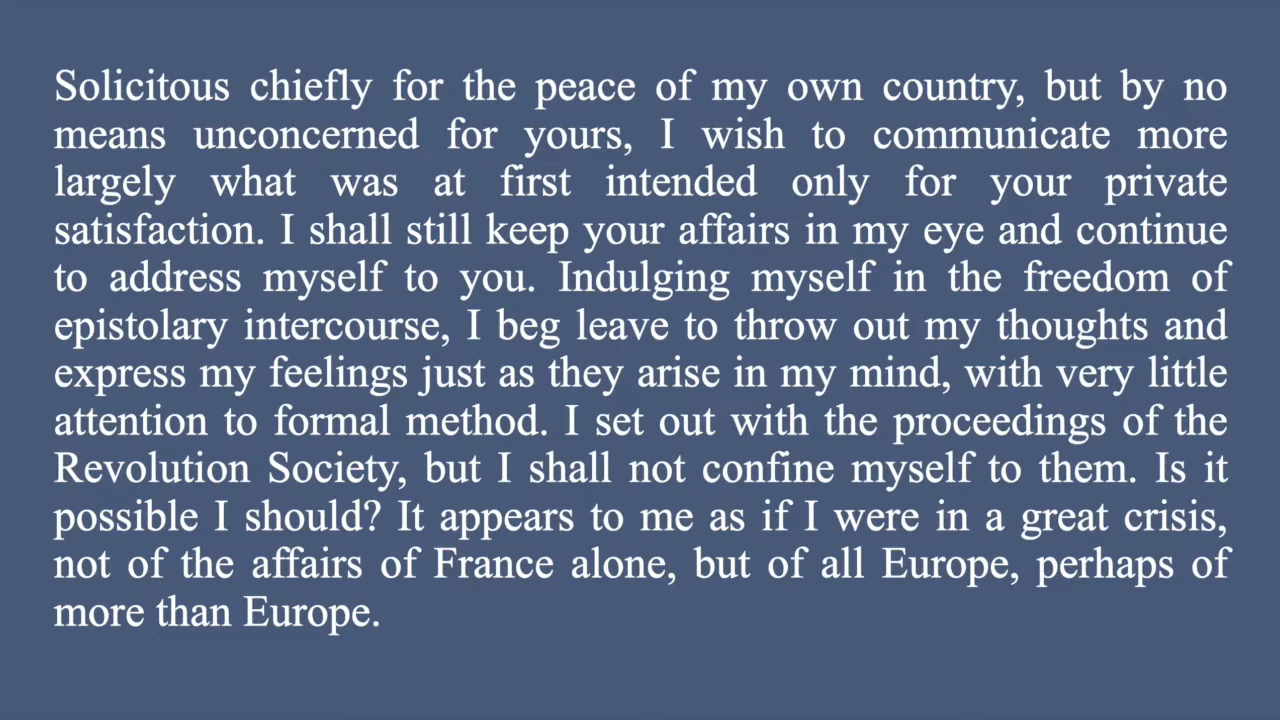 Solicitous chiefly for the peace of my own country, but by no
means unconcerned for yours, I wish to communicate more
largely what was at first intended only for your private
satisfaction. I shall still keep your affairs in my eye and continue
to address myself to you. Indulging myself in the freedom of
epistolary intercourse, I beg leave to throw out my thoughts and
express my feelings just as they arise in my mind, with very little
attention to formal method. I set out with the proceedings of the
Revolution Society, but I shall not confine myself to them. Is it
possible I should? It appears to me as if I were in a great crisis,
not of the affairs of France alone, but of all Europe, perhaps of
more than Europe.